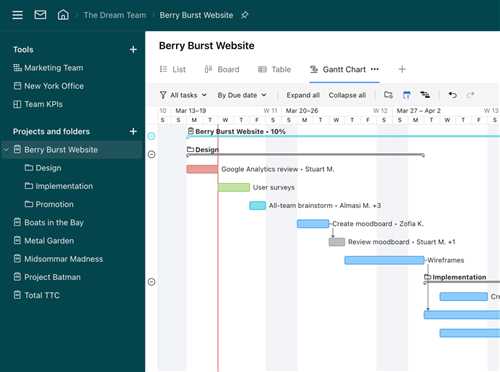 The Dream Team › Berry Burst Website
Tools +
Marketing Team
New York Office
Team KPIs
Projects and folders +
Berry Burst Website
Design
Implementation
Promotion
Boats in the Bay
Metal Garden
Midsommar Madness
Project Batman
Total TTC
Berry Burst Website
List Board Table Gantt Chart ••• +
All tasks By Due date Expand all Collapse all
10 Mar 13–19 W 11 Mar 20–26 W 12 Mar 27 – Apr 2 W 13
S S M T W T F S S M T W T F S S M T W T F S
Berry Burst Website • 10%
Design
Google Analytics review • Stuart M.
User surveys
All-team brainstorm • Almasi M. +3
Create moodboard • Zofia K.
Review moodboard • Stuart M. +1
Wireframes
Implementation
Cre